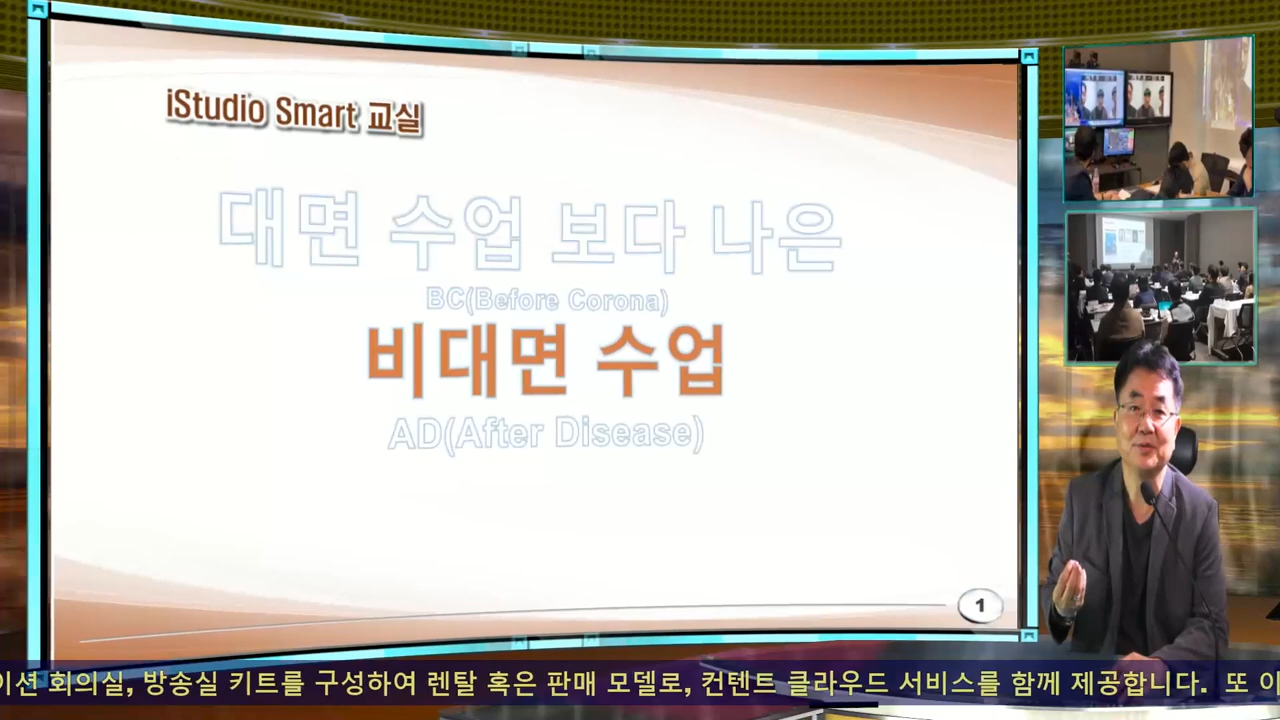 iStudio Smart 교실
대면 수업 보다 나은
BC(Before Corona)
비대면 수업
AD(After Disease)
1
이션 회의실, 방송실 키트를 구성하여 렌탈 혹은 판매 모델로, 컨텐트 클라우드 서비스를 함께 제공합니다. 또 이